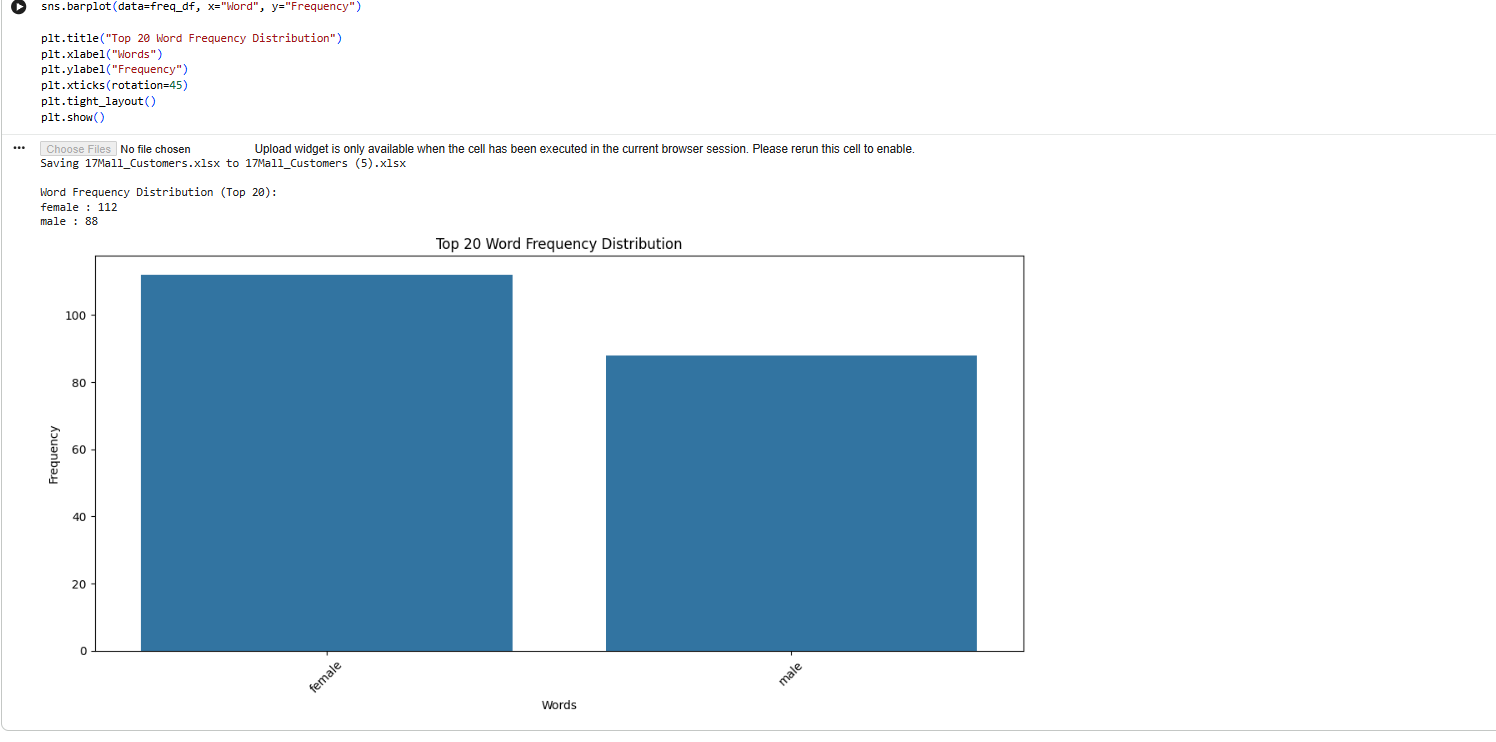 sns.barplot(data=freq_df, x="Word", y="Frequency")
plt.title("Top 20 Word Frequency Distribution")
plt.xlabel("Words")
plt.ylabel("Frequency")
plt.xticks(rotation=45)
plt.tight_layout()
plt.show()
Choose Files No file chosen Upload widget is only available when the cell has been executed in the current browser session. Please rerun this cell to enable.
Saving 17Mall_Customers.xlsx to 17Mall_Customers (5).xlsx
Word Frequency Distribution (Top 20):
female : 112
male : 88
Top 20 Word Frequency Distribution
100
80
60
40
20
0
Frequency
female
male
Words